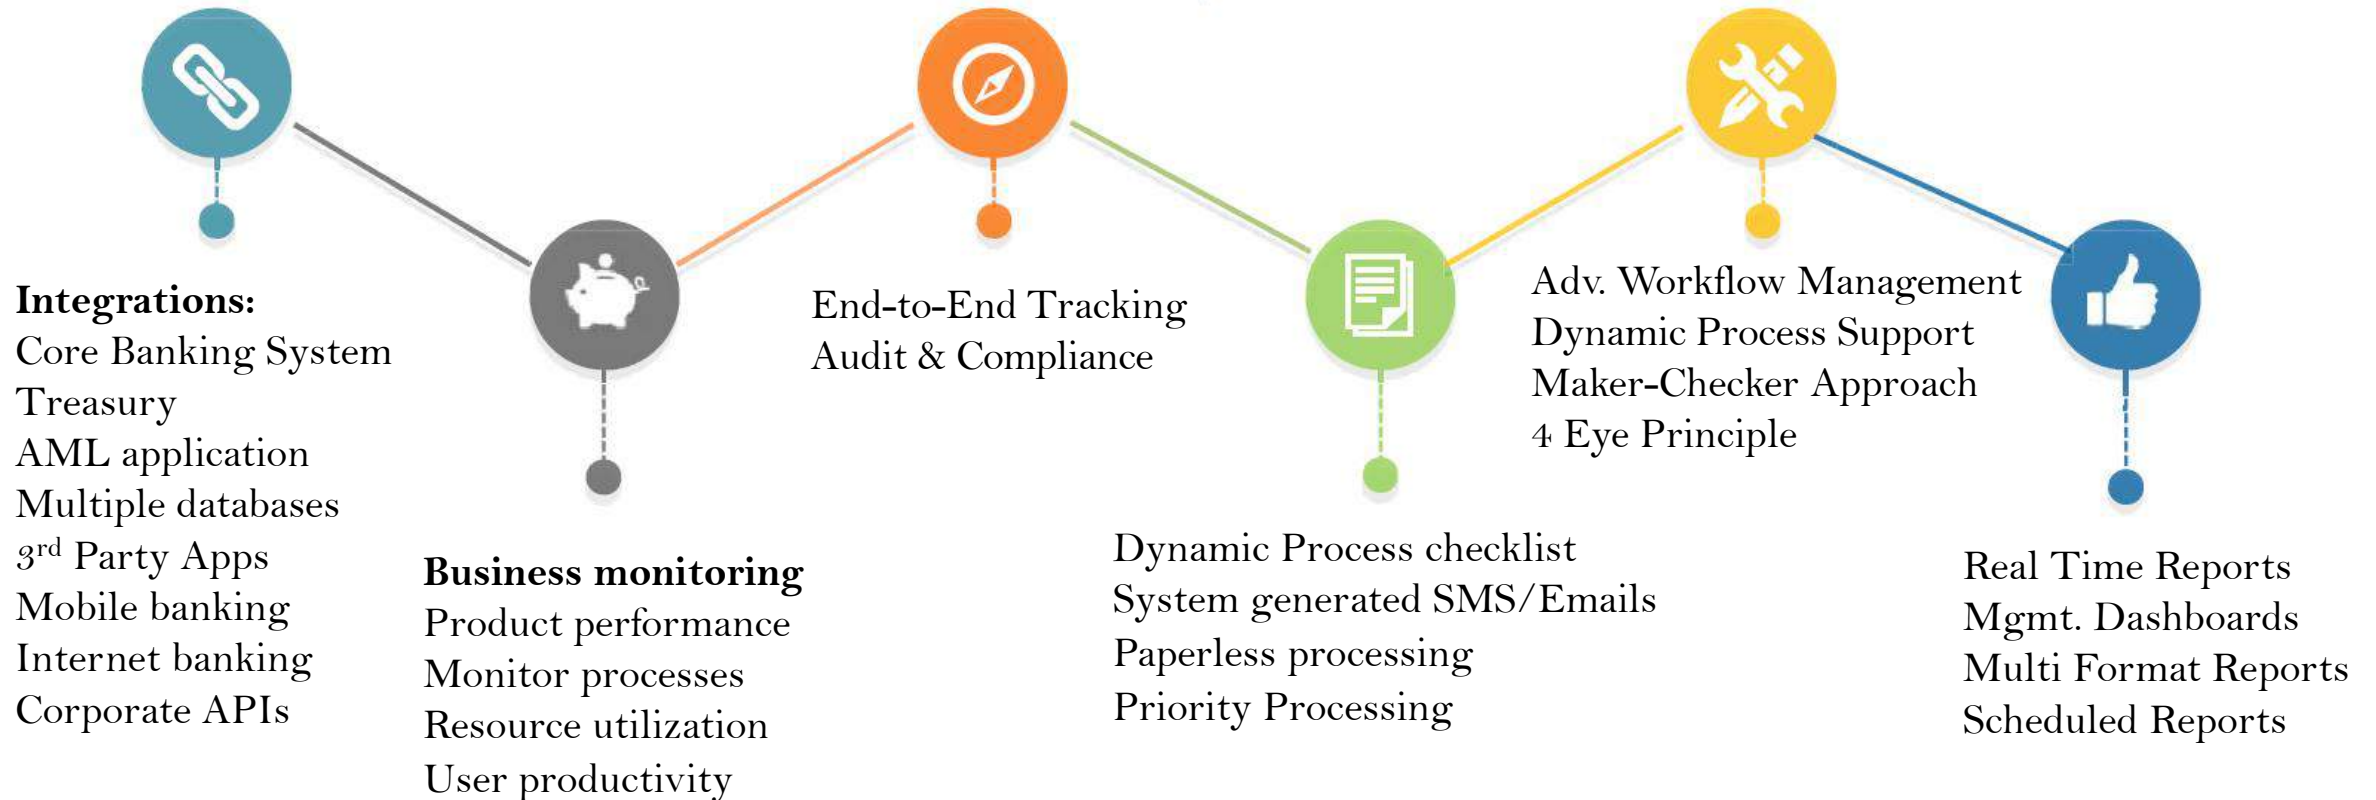 Integrations:
Core Banking System
Treasury
AML application
Multiple databases
3rd Party Apps
Mobile banking
Internet banking
Corporate APIs
Business monitoring
Product performance
Monitor processes
Resource utilization
User productivity
End-to-End Tracking
Audit & Compliance
Dynamic Process checklist
System generated SMS/Emails
Paperless processing
Priority Processing
Adv. Workflow Management
Dynamic Process Support
Maker-Checker Approach
4 Eye Principle
Real Time Reports
Mgmt. Dashboards
Multi Format Reports
Scheduled Reports